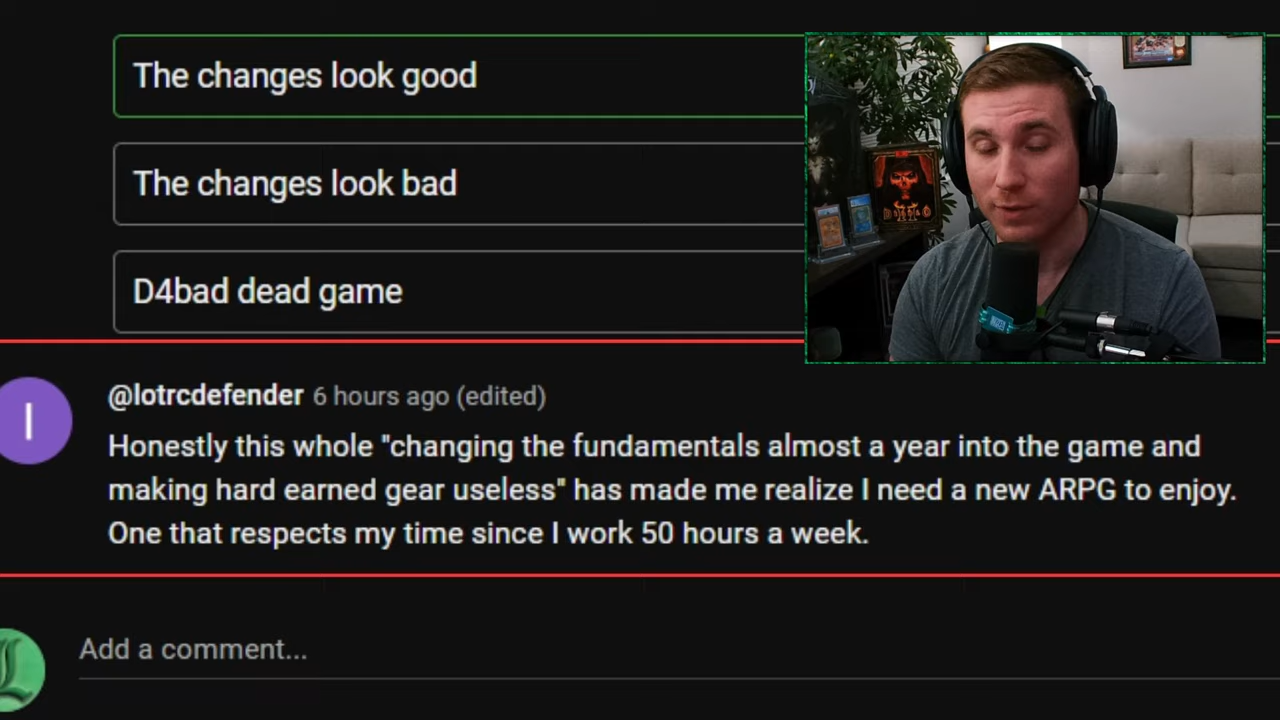 The changes look good
The changes look bad
D4bad dead game
@lotrcdefender 6 hours ago (edited)
I
Honestly this whole "changing the fundamentals almost a year into the game and
making hard earned gear useless" has made me realize I need a new ARPG to enjoy.
One that respects my time since I work 50 hours a week.
L
Add a comment...